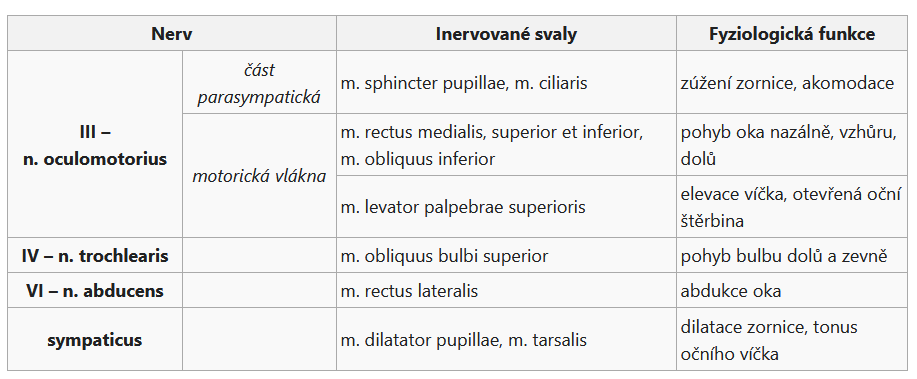 Nerv
Inervované svaly
Fyziologická funkce
III –
n. oculomotorius
část
parasympatická
m. sphincter pupillae, m. ciliaris
zúžení zornice, akomodace
motorická vlákna
m. rectus medialis, superior et inferior,
m. obliquus inferior
pohyb oka nazálně, vzhůru,
dolů
m. levator palpebrae superioris
elevace víčka, otevřená oční
štěrbina
IV – n. trochlearis
m. obliquus bulbi superior
pohyb bulbu dolů a zevně
VI – n. abducens
m. rectus lateralis
abdukce oka
sympaticus
m. dilatator pupillae, m. tarsalis
dilatace zornice, tonus
očního víčka